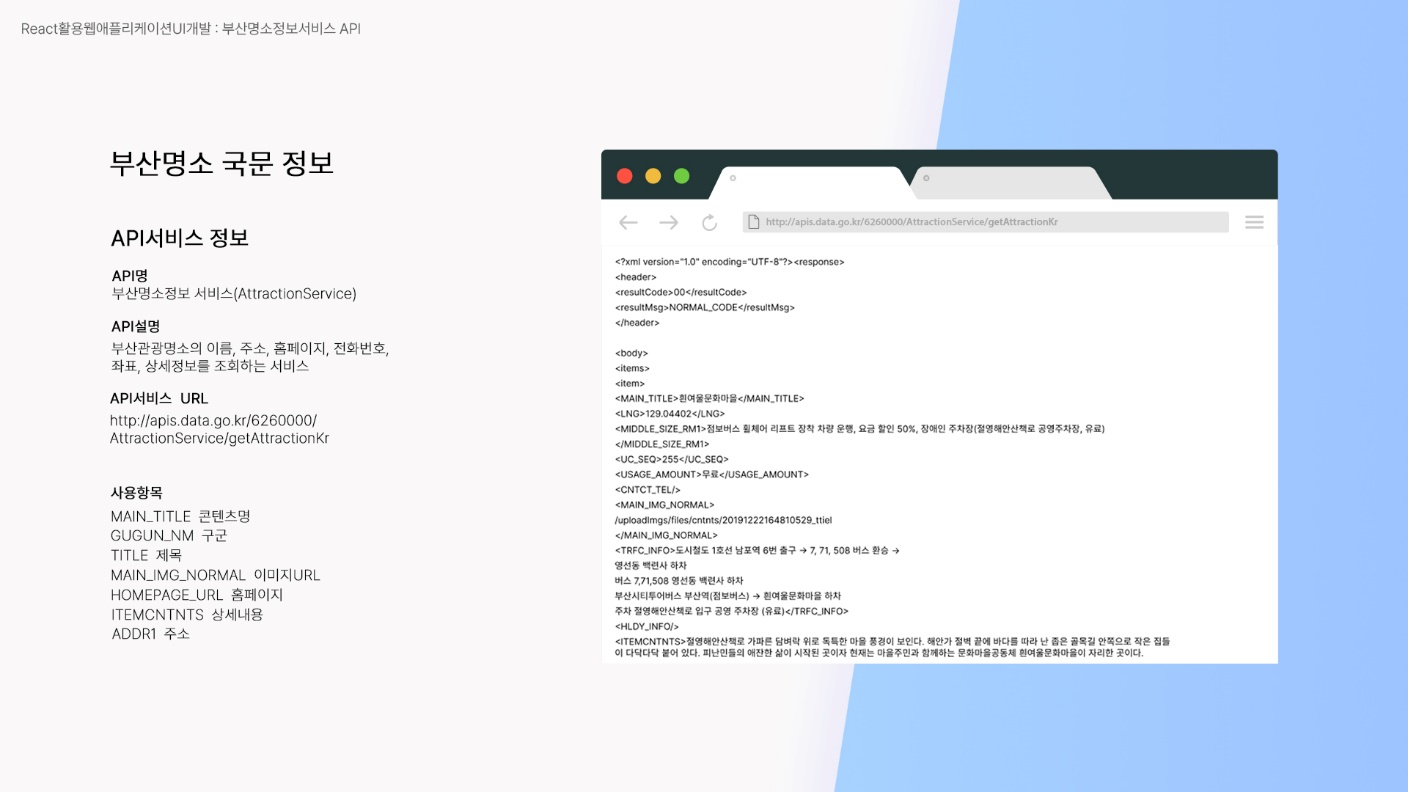 React활용웹애플리케이션UI개발 : 부산명소정보서비스 API
부산명소 국문 정보
API서비스 정보
API명
부산명소정보 서비스(AttractionService)
API설명
부산관광명소의 이름, 주소, 홈페이지, 전화번호,
좌표, 상세정보를 조회하는 서비스
API서비스 URL
http://apis.data.go.kr/6260000/
AttractionService/getAttractionKr
사용항목
MAIN_TITLE 콘텐츠명
GUGUN_NM 구군
TITLE 제목
MAIN_IMG_NORMAL 이미지URL
HOMEPAGE_URL 홈페이지
ITEMCNTNTS 상세내용
ADDR1 주소
http://apis.data.go.kr/6260000/AttractionService/getAttractionKr
<?xml version="1.0" encoding="UTF-8"?><response>
<header>
<resultCode>00</resultCode>
<resultMsg>NORMAL_CODE</resultMsg>
</header>
<body>
<items>
<item>
<MAIN_TITLE>흰여울문화마을</MAIN_TITLE>
<LNG>129.04402</LNG>
<MIDDLE_SIZE_RM1>점보버스 휠체어 리프트 장착 차량 운행, 요금 할인 50%, 장애인 주차장(절영해안산책로 공영주차장, 유료)
</MIDDLE_SIZE_RM1>
<UC_SEQ>255</UC_SEQ>
<USAGE_AMOUNT>무료</USAGE_AMOUNT>
<CNTCT_TEL/>
<MAIN_IMG_NORMAL>
/uploadImgs/files/cntnts/20191222164810529_ttiel
</MAIN_IMG_NORMAL>
<TRFC_INFO>도시철도 1호선 남포역 6번 출구 → 7, 71, 508 버스 환승 →
영선동 백련사 하차
버스 7,71,508 영선동 백련사 하차
부산시티투어버스 부산역(점보버스) → 흰여울문화마을 하차
주차 절영해안산책로 입구 공영 주차장 (유료)</TRFC_INFO>
<HLDY_INFO/>
<ITEMCNTNTS>절영해안산책로 가파른 담벼락 위로 독특한 마을 풍경이 보인다. 해안가 절벽 끝에 바다를 따라 난 좁은 골목길 안쪽으로 작은 집들
이 다닥다닥 붙어 있다. 피난민들의 애잔한 삶이 시작된 곳이자 현재는 마을주민과 함께하는 문화마을공동체 흰여울문화마을이 자리한 곳이다.